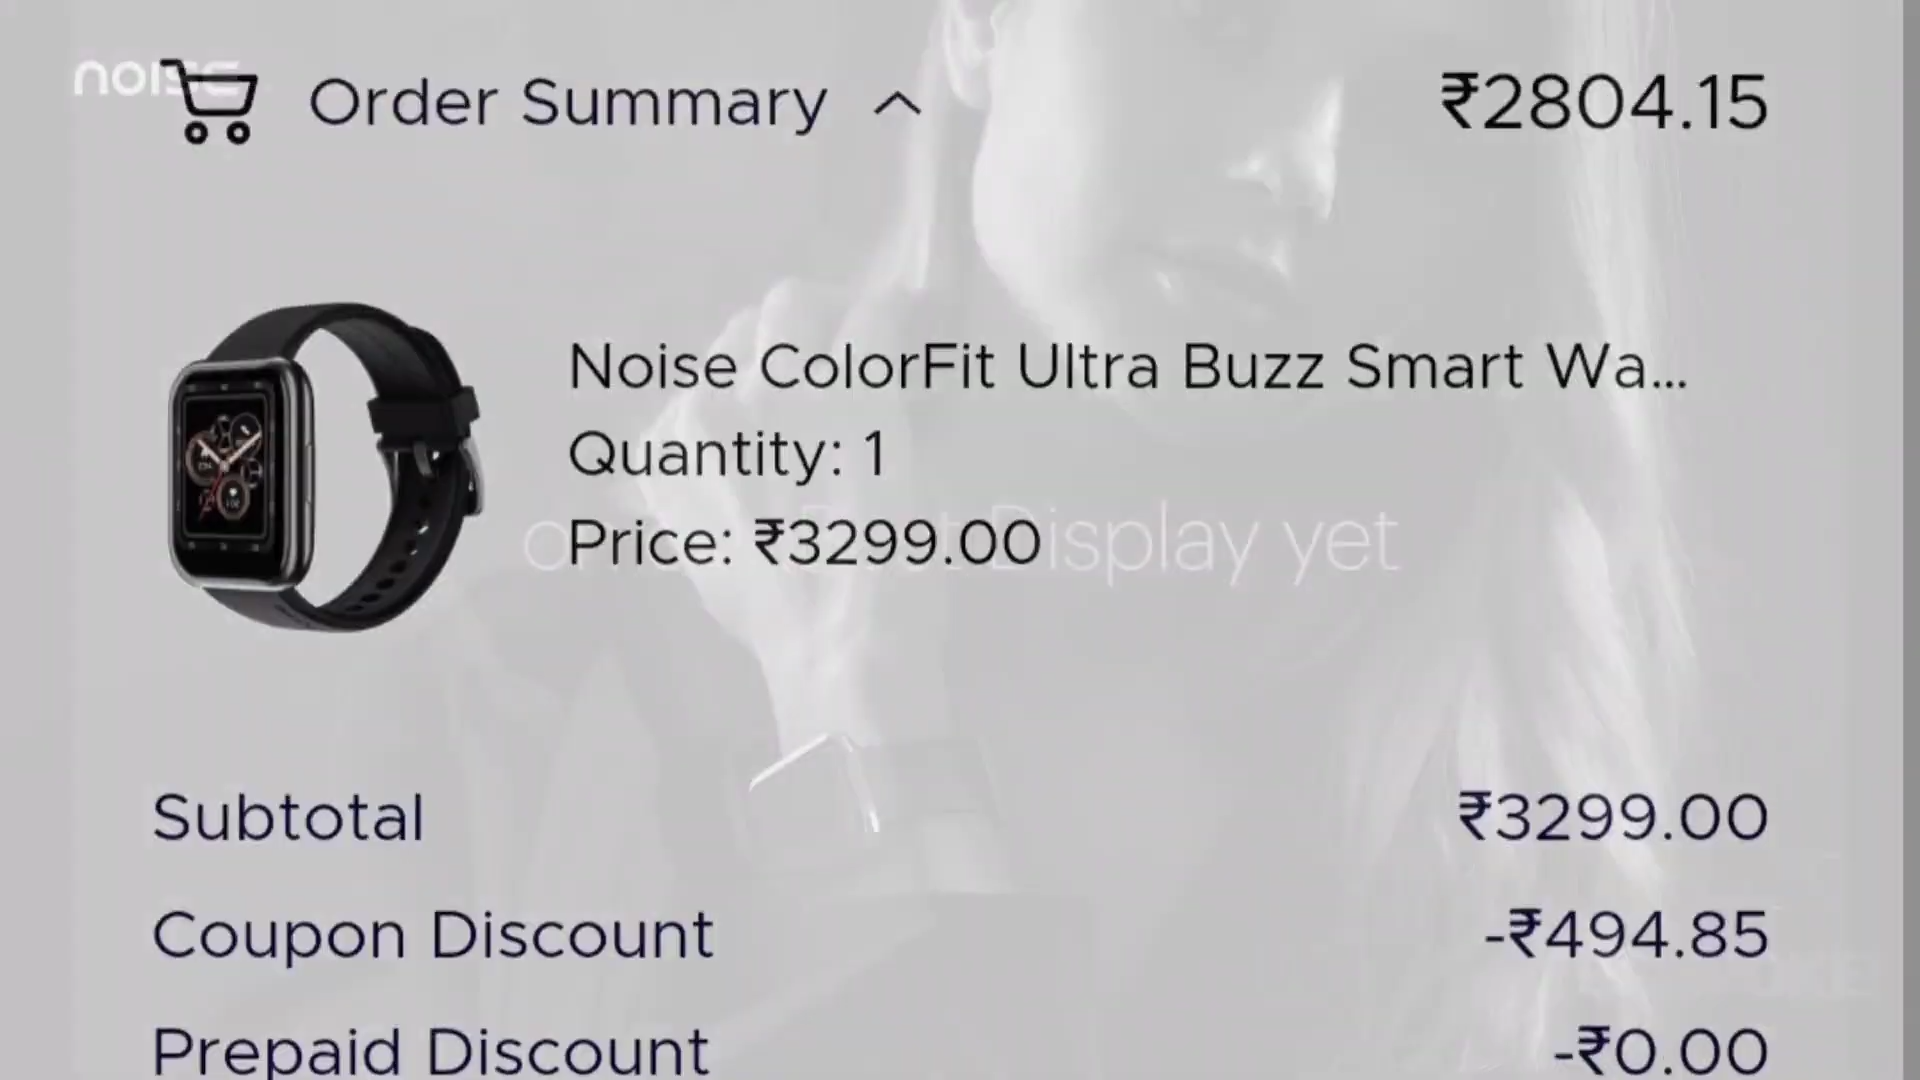 noise
Order Summary ₹2804.15
Noise ColorFit Ultra Buzz Smart Wa...
Quantity: 1
Price: ₹3299.00
Display yet
Subtotal ₹3299.00
Coupon Discount -₹494.85
Prepaid Discount -₹0.00